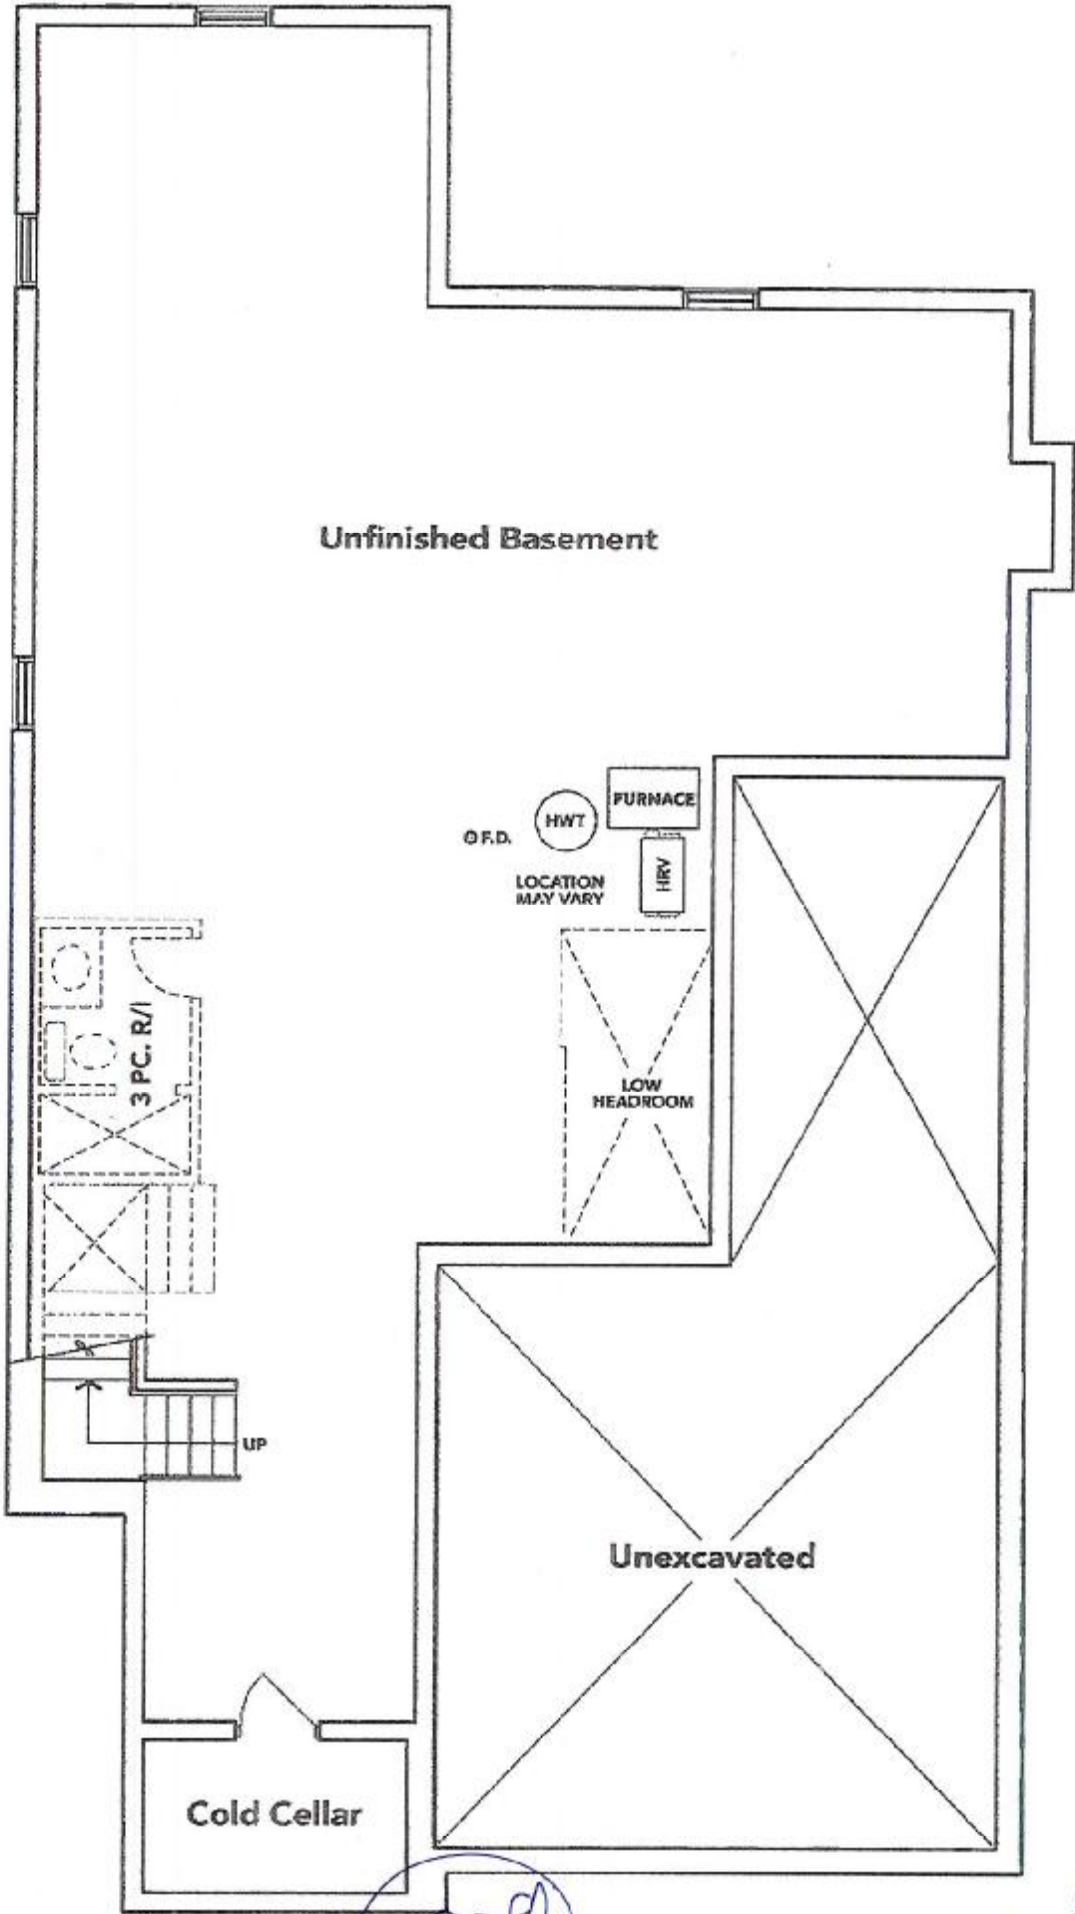 Unfinished Basement
FURNACE
HWT
F.D.
HRV
LOCATION
MAY VARY
3 PC. R/I
LOW
HEADROOM
UP
Unexcavated
Cold Cellar